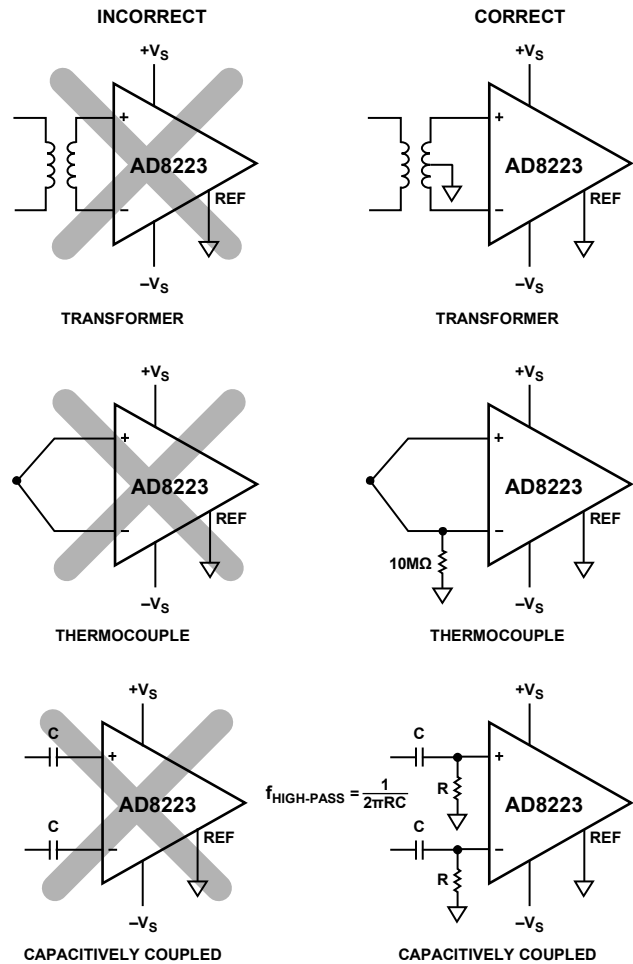 INCORRECT
CORRECT
+VS
+
AD8223
REF
−
−VS
TRANSFORMER
+VS
+
AD8223
REF
−
−VS
TRANSFORMER
+VS
+
AD8223
REF
−
−VS
THERMOCOUPLE
+VS
+
AD8223
REF
−
10MΩ
−VS
THERMOCOUPLE
+VS
C
+
AD8223
C
REF
−
−VS
CAPACITIVELY COUPLED
fHIGH-PASS = 1/2πRC
+VS
C
+
R
AD8223
C
REF
−
R
−VS
CAPACITIVELY COUPLED